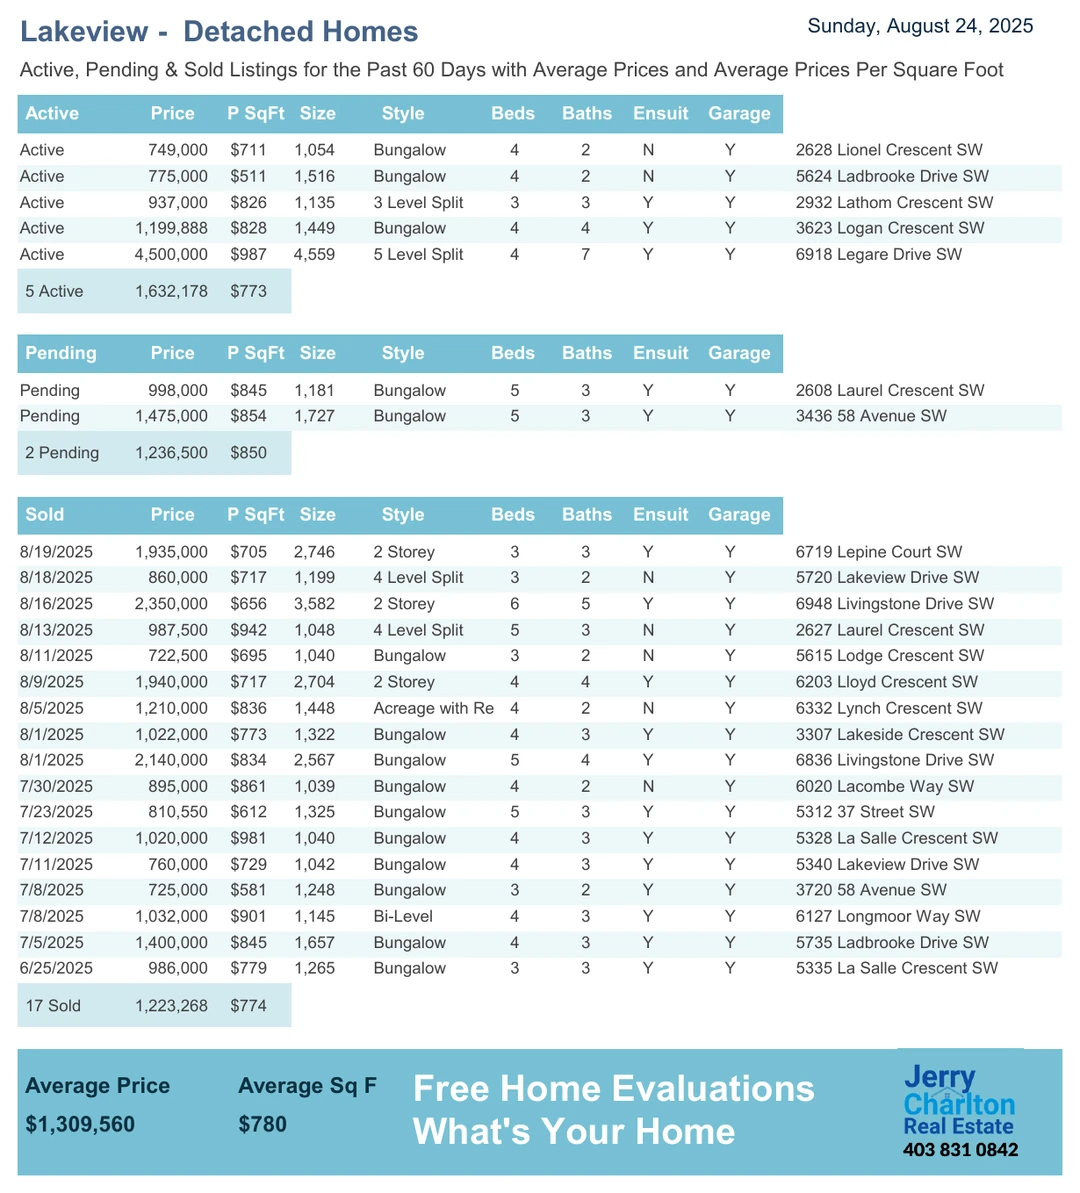 Lakeview - Detached Homes
Sunday, August 24, 2025
Active, Pending & Sold Listings for the Past 60 Days with Average Prices and Average Prices Per Square Foot
Active Price P SqFt Size Style Beds Baths Ensuit Garage
Active 749,000 $711 1,054 Bungalow 4 2 N Y 2628 Lionel Crescent SW
Active 775,000 $511 1,516 Bungalow 4 2 N Y 5624 Ladbrooke Drive SW
Active 937,000 $826 1,135 3 Level Split 3 3 Y Y 2932 Lathom Crescent SW
Active 1,199,888 $828 1,449 Bungalow 4 4 Y Y 3623 Logan Crescent SW
Active 4,500,000 $987 4,559 5 Level Split 4 7 Y Y 6918 Legare Drive SW
5 Active 1,632,178 $773
Pending Price P SqFt Size Style Beds Baths Ensuit Garage
Pending 998,000 $845 1,181 Bungalow 5 3 Y Y 2608 Laurel Crescent SW
Pending 1,475,000 $854 1,727 Bungalow 5 3 Y Y 3436 58 Avenue SW
2 Pending 1,236,500 $850
Sold Price P SqFt Size Style Beds Baths Ensuit Garage
8/19/2025 1,935,000 $705 2,746 2 Storey 3 3 Y Y 6719 Lepine Court SW
8/18/2025 860,000 $717 1,199 4 Level Split 3 2 N Y 5720 Lakeview Drive SW
8/16/2025 2,350,000 $656 3,582 2 Storey 6 5 Y Y 6948 Livingstone Drive SW
8/13/2025 987,500 $942 1,048 4 Level Split 5 3 N Y 2627 Laurel Crescent SW
8/11/2025 722,500 $695 1,040 Bungalow 3 2 N Y 5615 Lodge Crescent SW
8/9/2025 1,940,000 $717 2,704 2 Storey 4 4 Y Y 6203 Lloyd Crescent SW
8/5/2025 1,210,000 $836 1,448 Acreage with Re 4 2 N Y 6332 Lynch Crescent SW
8/1/2025 1,022,000 $773 1,322 Bungalow 4 3 Y Y 3307 Lakeside Crescent SW
8/1/2025 2,140,000 $834 2,567 Bungalow 5 4 Y Y 6836 Livingstone Drive SW
7/30/2025 895,000 $861 1,039 Bungalow 4 2 N Y 6020 Lacombe Way SW
7/23/2025 810,550 $612 1,325 Bungalow 5 3 Y Y 5312 37 Street SW
7/12/2025 1,020,000 $981 1,040 Bungalow 4 3 Y Y 5328 La Salle Crescent SW
7/11/2025 760,000 $729 1,042 Bungalow 4 3 Y Y 5340 Lakeview Drive SW
7/8/2025 725,000 $581 1,248 Bungalow 3 2 Y Y 3720 58 Avenue SW
7/8/2025 1,032,000 $901 1,145 Bi-Level 4 3 Y Y 6127 Longmoor Way SW
7/5/2025 1,400,000 $845 1,657 Bungalow 4 3 Y Y 5735 Ladbrooke Drive SW
6/25/2025 986,000 $779 1,265 Bungalow 3 3 Y Y 5335 La Salle Crescent SW
17 Sold 1,223,268 $774
Average Price Average Sq F
$1,309,560 $780
Free Home Evaluations
What's Your Home
Jerry
Charlton
Real Estate
403 831 0842